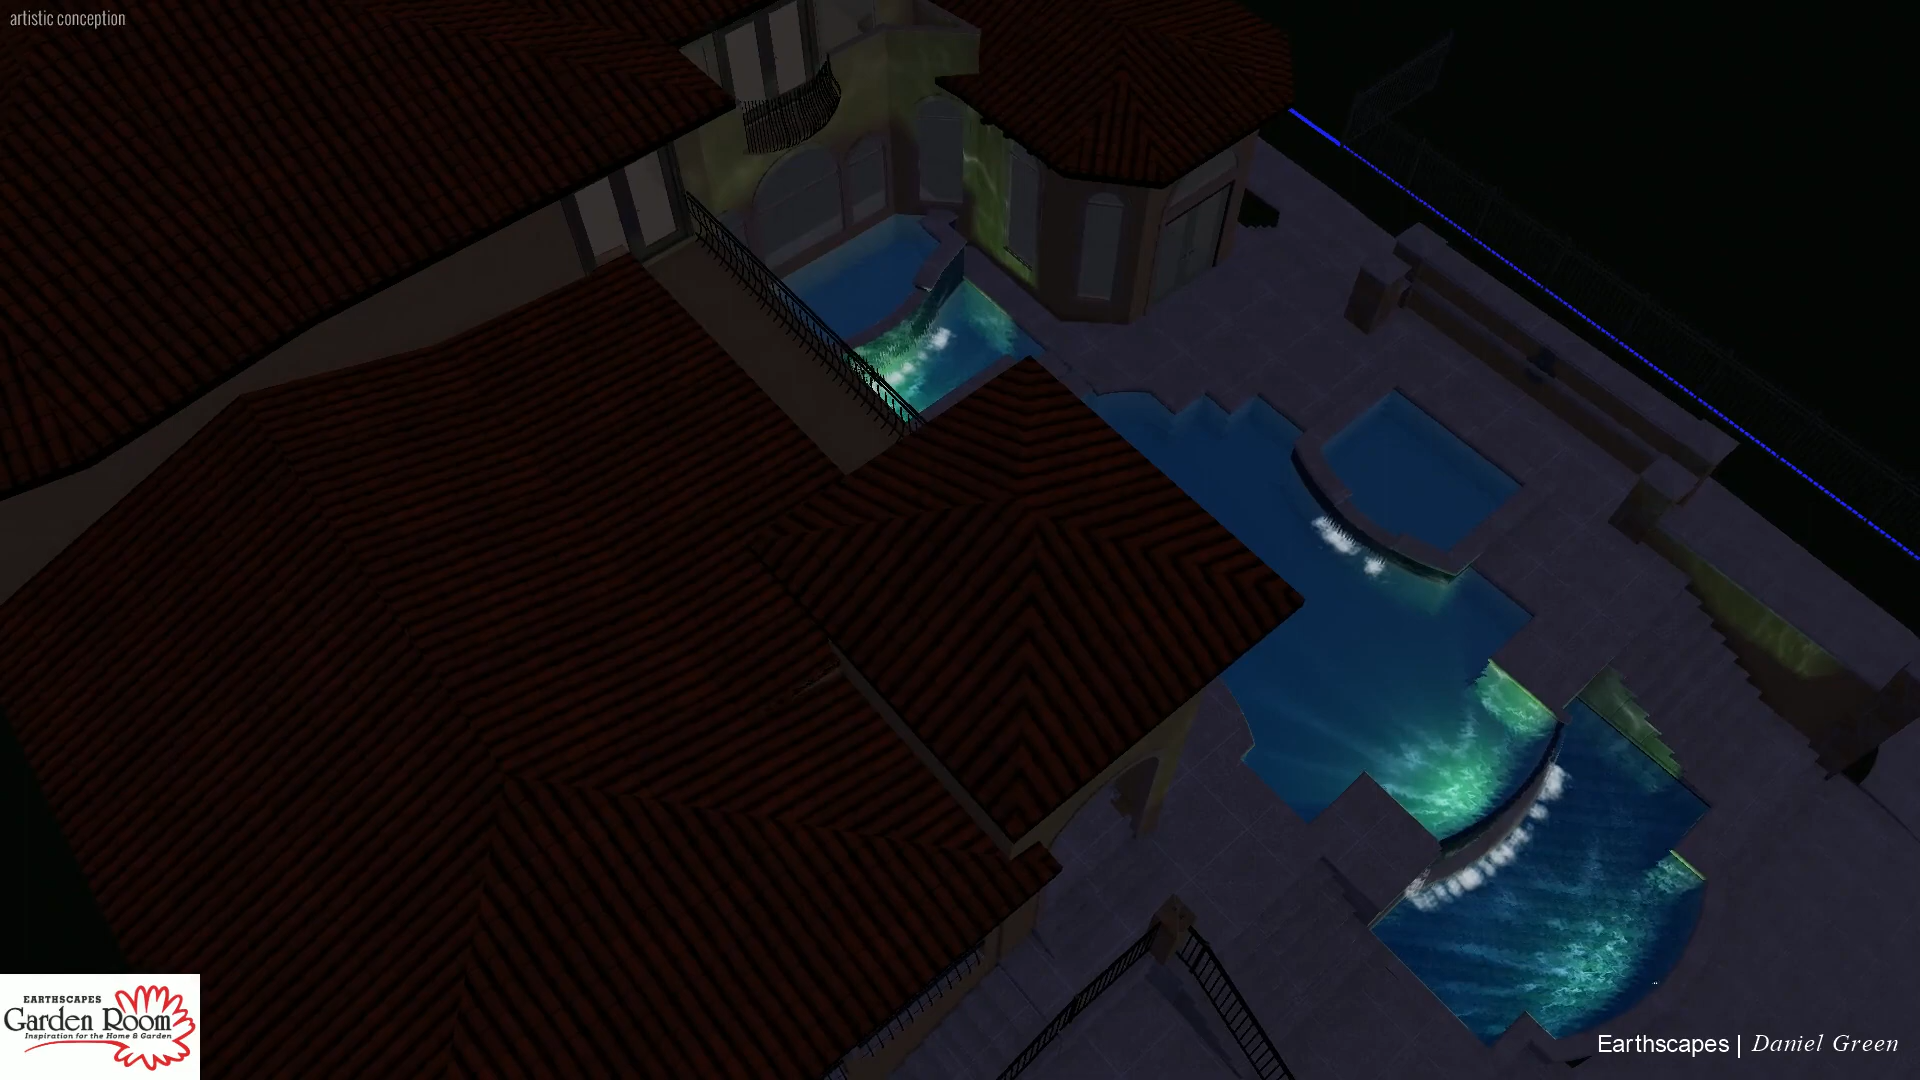 artistic conception
EARTHSCAPES
Garden Room
Inspiration for the Home & Garden
Earthscapes | Daniel Green